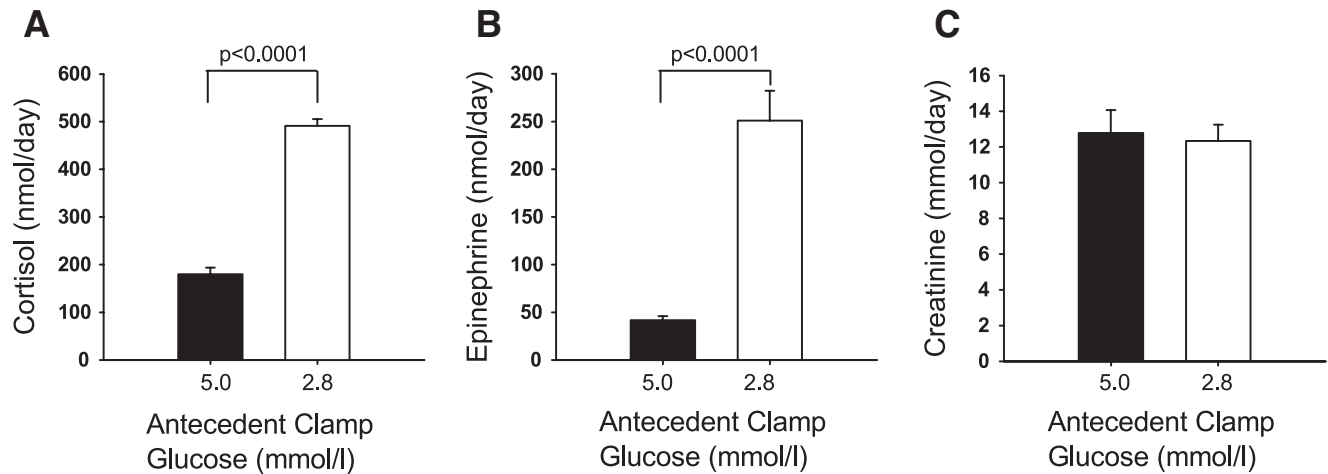 A
p<0.0001
Cortisol (nmol/day)
600
500
400
300
200
100
0
5.0 2.8
Antecedent Clamp
Glucose (mmol/l)
B
p<0.0001
Epinephrine (nmol/day)
300
250
200
150
100
50
0
5.0 2.8
Antecedent Clamp
Glucose (mmol/l)
C
Creatinine (mmol/day)
16
14
12
10
8
6
4
2
0
5.0 2.8
Antecedent Clamp
Glucose (mmol/l)